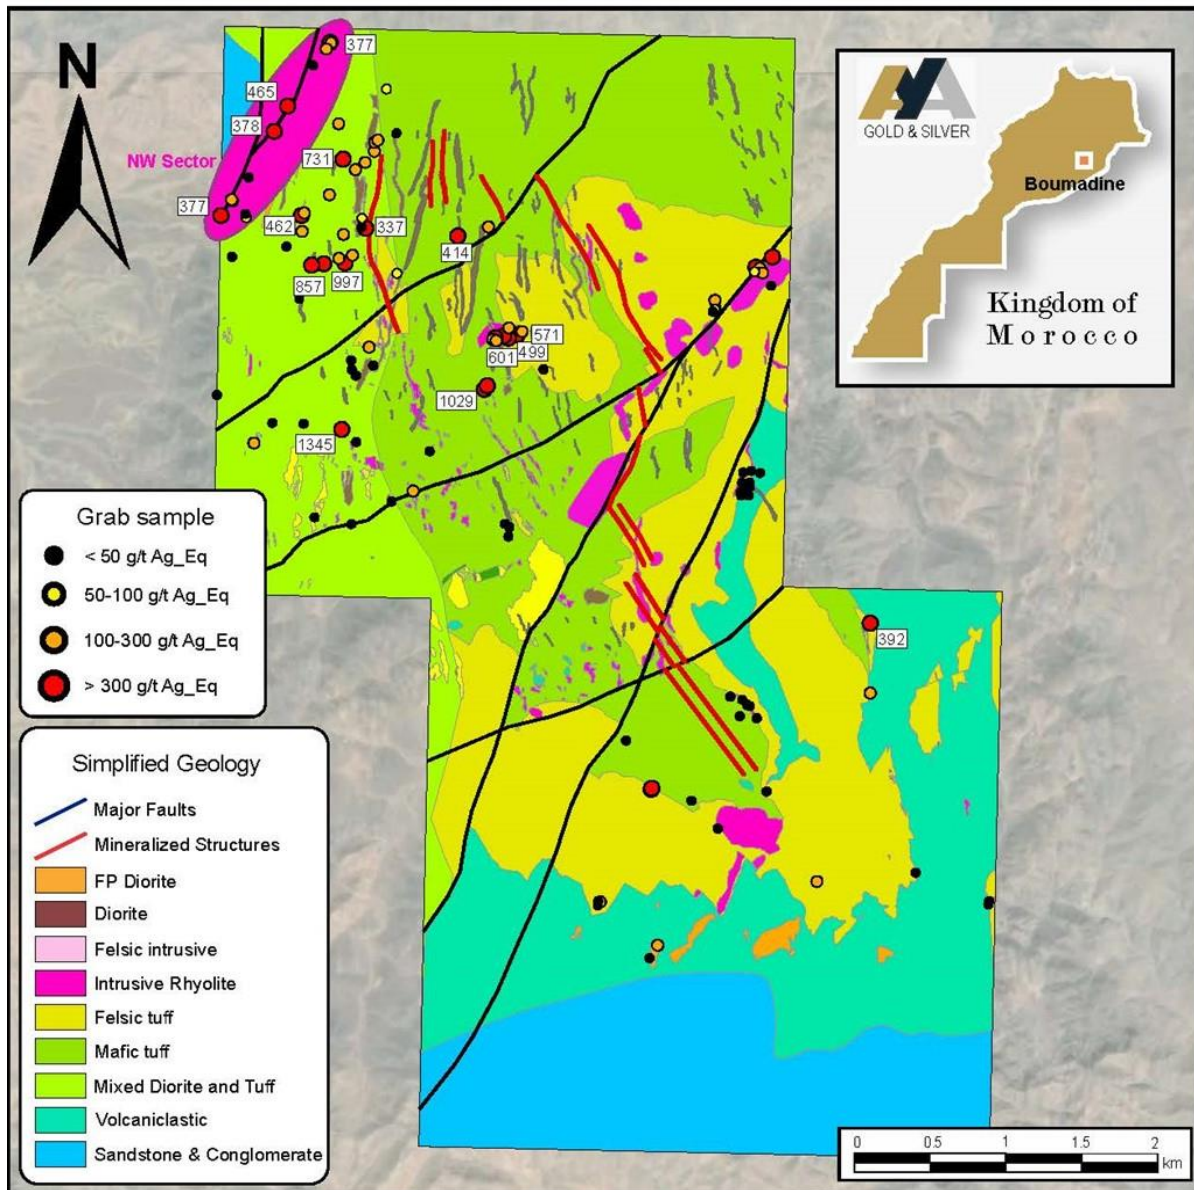 N
377
465
378
731
NW Sector
377
462
337
414
857
997
571
499
601
1029
1345
392
AYA
GOLD & SILVER
Boumadine
Kingdom of
Morocco
Grab sample
< 50 g/t Ag_Eq
50-100 g/t Ag_Eq
100-300 g/t Ag_Eq
> 300 g/t Ag_Eq
Simplified Geology
Major Faults
Mineralized Structures
FP Diorite
Diorite
Felsic intrusive
Intrusive Rhyolite
Felsic tuff
Mafic tuff
Mixed Diorite and Tuff
Volcaniclastic
Sandstone & Conglomerate
0 0.5 1 1.5 2
km